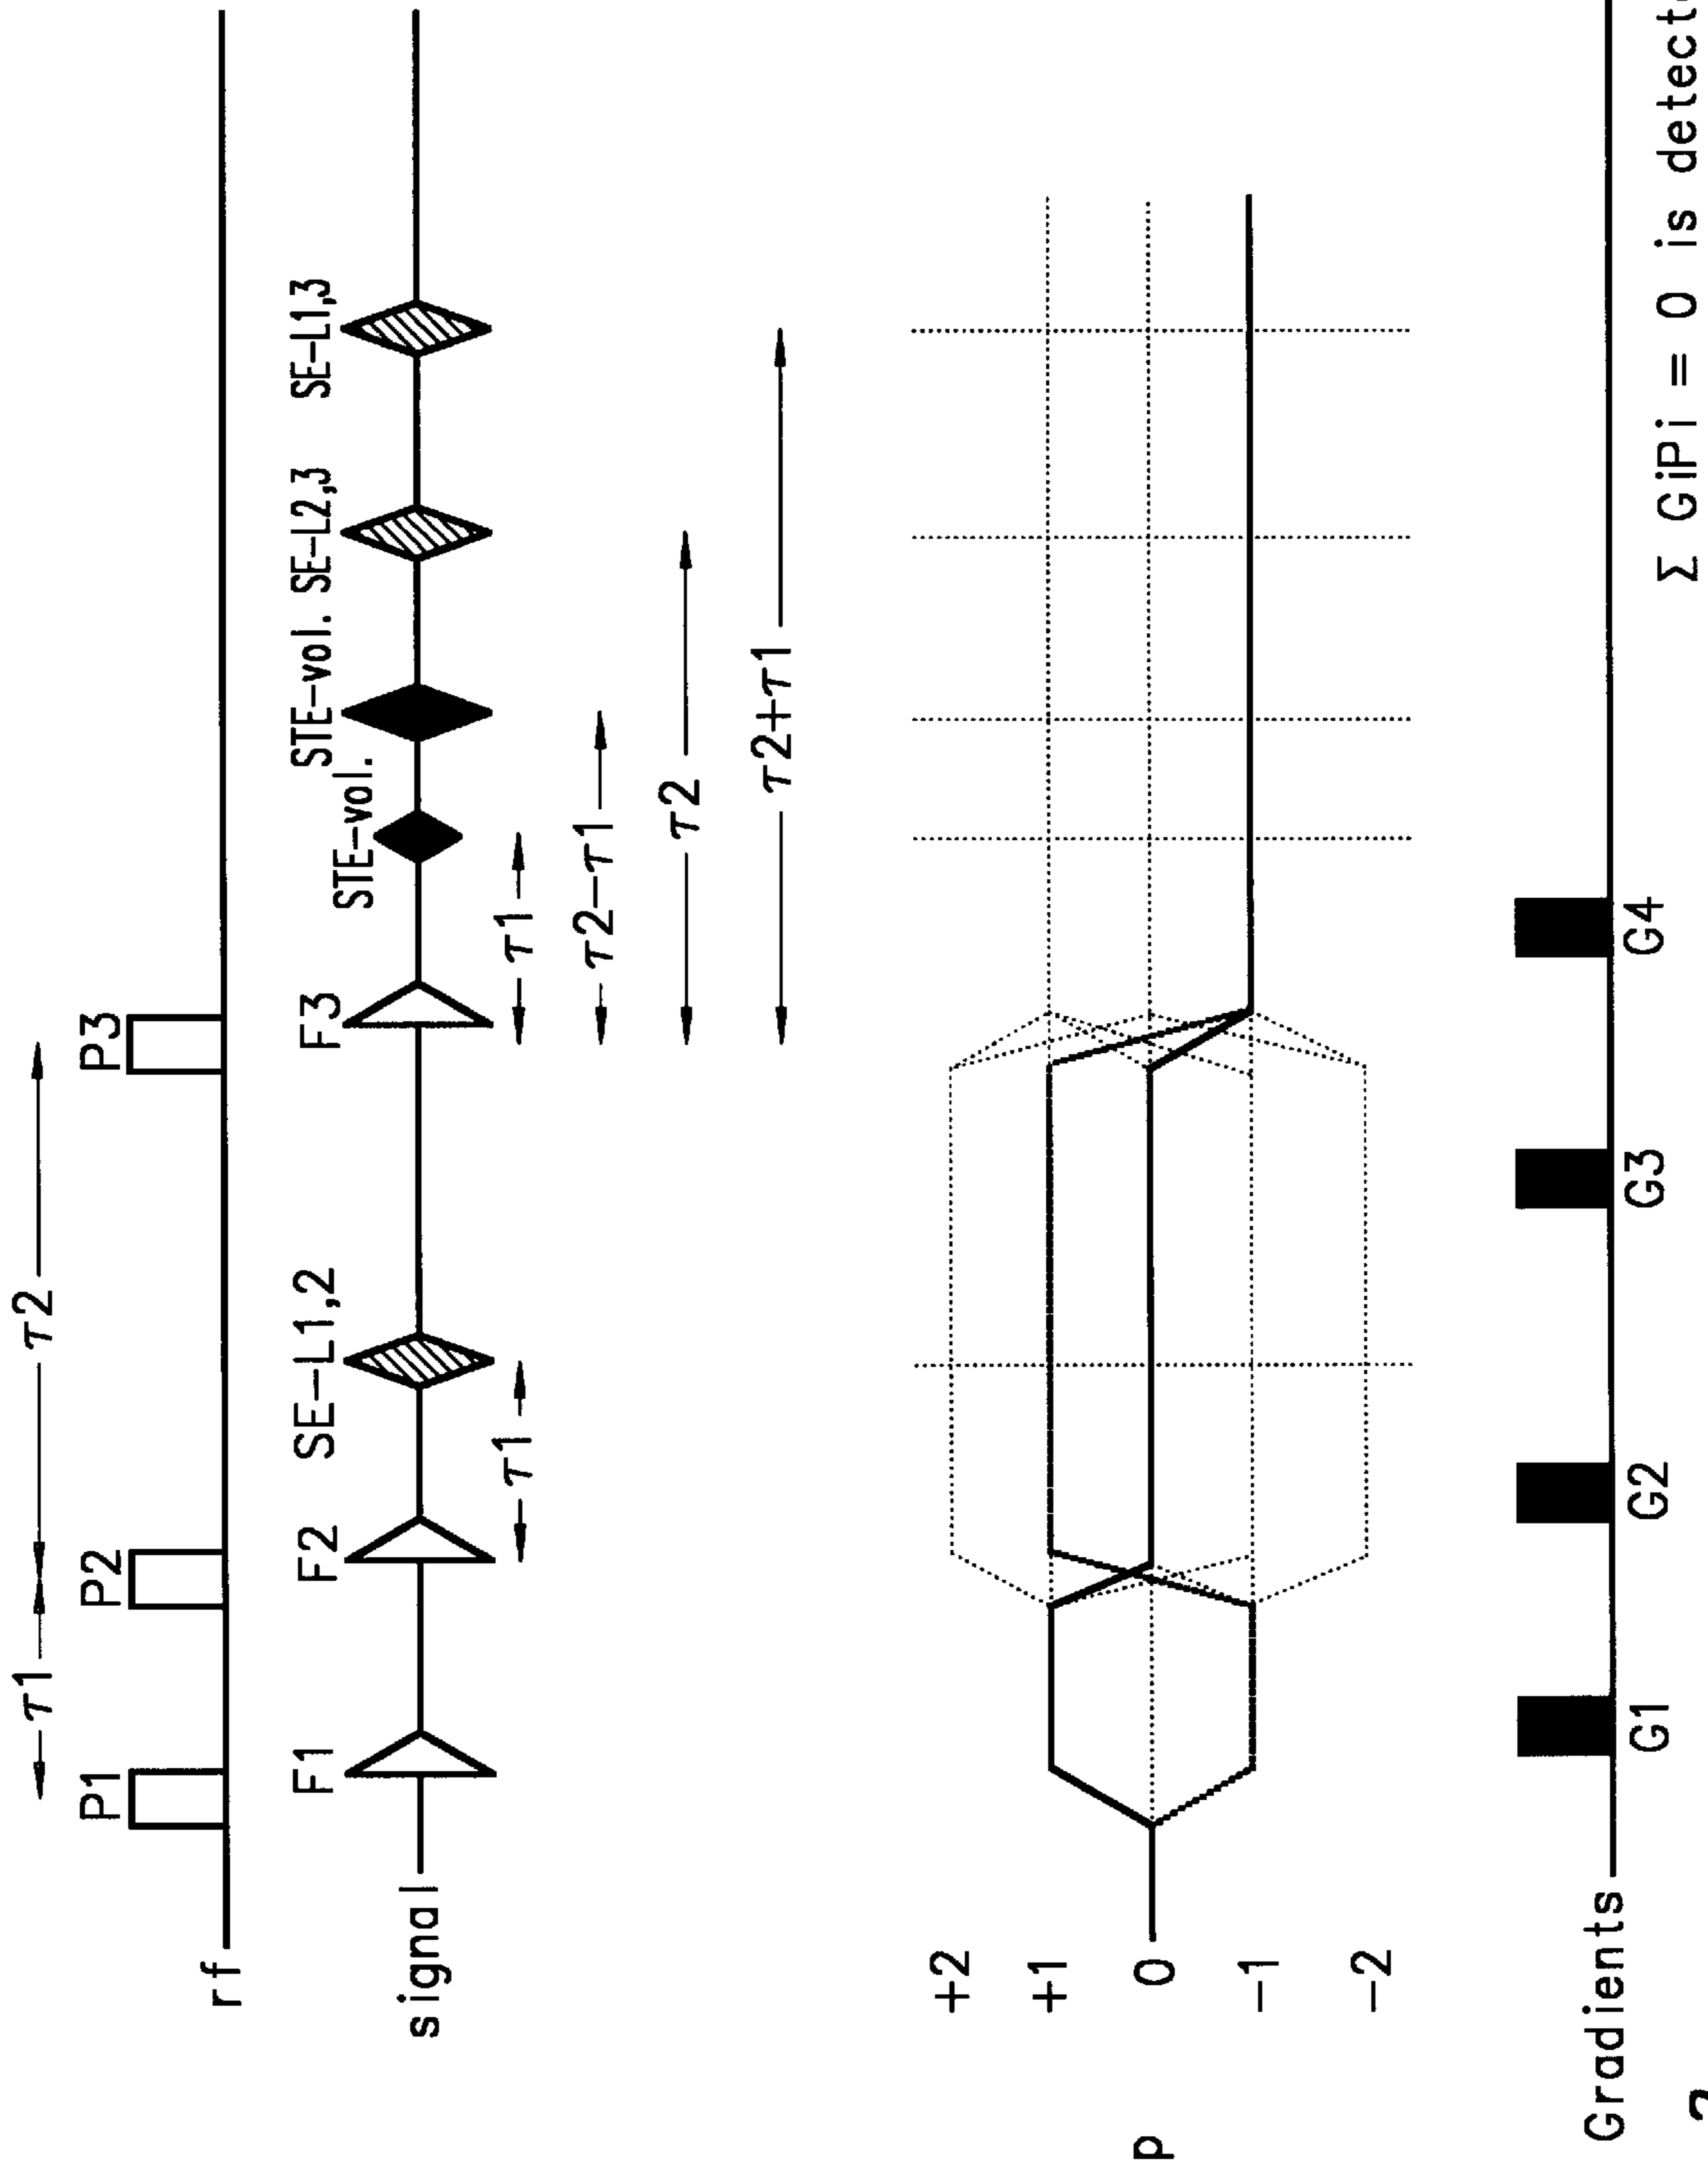 τ1 τ2
P1 P2 P3
rf
F1 F2 SE-L1,2 F3 STE-vol. STE-vol. SE-L2,3 SE-L1,3
signal
τ1 τ1
τ2-τ1
τ2
τ2+τ1
+2
+1
p 0
-1
-2
Gradients
G1 G2 G3 G4
Σ GiPi = 0 is detect